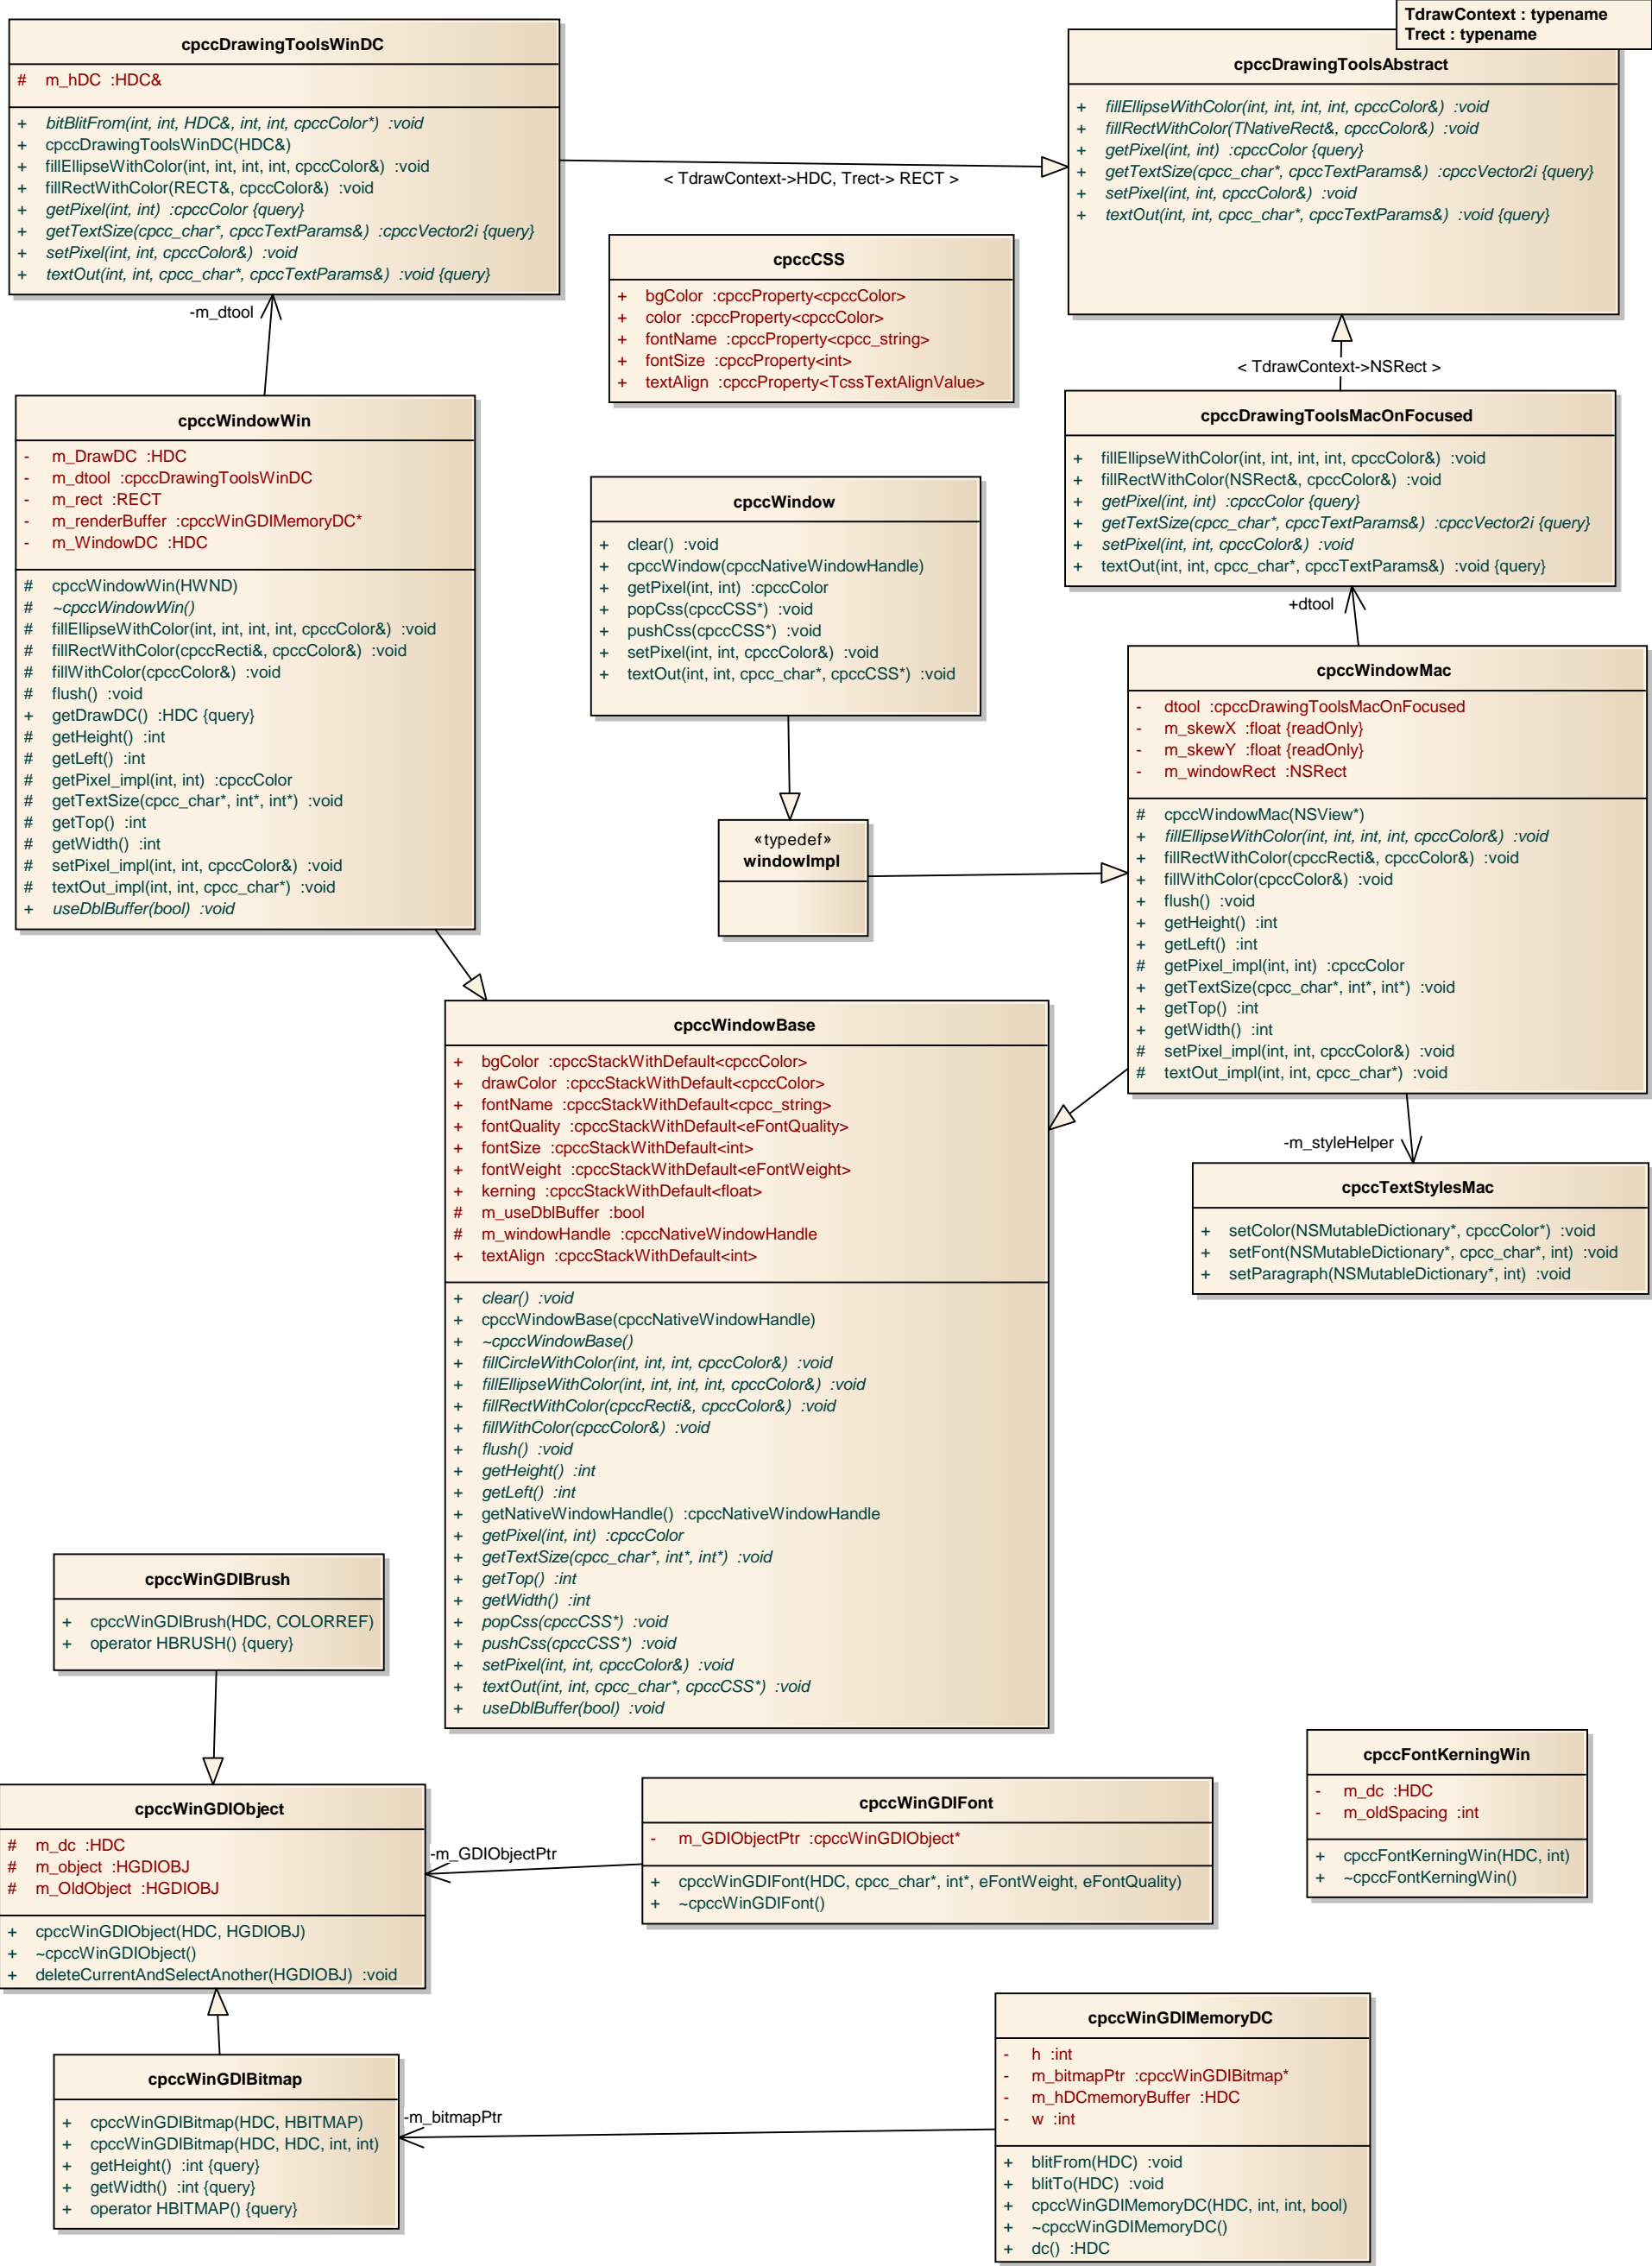 TdrawContext : typename
Trect : typename
cpccDrawingToolsWinDC
# m_hDC :HDC&
+ bitBlitFrom(int, int, HDC&, int, int, cpccColor*) :void
+ cpccDrawingToolsWinDC(HDC&)
+ fillEllipseWithColor(int, int, int, int, cpccColor&) :void
+ fillRectWithColor(RECT&, cpccColor&) :void
+ getPixel(int, int) :cpccColor {query}
+ getTextSize(cpcc_char*, cpccTextParams&) :cpccVector2i {query}
+ setPixel(int, int, cpccColor&) :void
+ textOut(int, int, cpcc_char*, cpccTextParams&) :void {query}
cpccDrawingToolsAbstract
+ fillEllipseWithColor(int, int, int, int, cpccColor&) :void
+ fillRectWithColor(TNativeRect&, cpccColor&) :void
+ getPixel(int, int) :cpccColor {query}
+ getTextSize(cpcc_char*, cpccTextParams&) :cpccVector2i {query}
+ setPixel(int, int, cpccColor&) :void
+ textOut(int, int, cpcc_char*, cpccTextParams&) :void {query}
< TdrawContext->HDC, Trect-> RECT >
cpccCSS
+ bgColor :cpccProperty<cpccColor>
+ color :cpccProperty<cpccColor>
+ fontName :cpccProperty<cpcc_string>
+ fontSize :cpccProperty<int>
+ textAlign :cpccProperty<TcssTextAlignValue>
-m_dtool
< TdrawContext->NSRect >
cpccWindowWin
- m_DrawDC :HDC
- m_dtool :cpccDrawingToolsWinDC
- m_rect :RECT
- m_renderBuffer :cpccWinGDIMemoryDC*
- m_WindowDC :HDC
# cpccWindowWin(HWND)
# ~cpccWindowWin()
# fillEllipseWithColor(int, int, int, int, cpccColor&) :void
# fillRectWithColor(cpccRecti&, cpccColor&) :void
# fillWithColor(cpccColor&) :void
# flush() :void
+ getDrawDC() :HDC {query}
# getHeight() :int
# getLeft() :int
# getPixel_impl(int, int) :cpccColor
# getTextSize(cpcc_char*, int*, int*) :void
# getTop() :int
# getWidth() :int
# setPixel_impl(int, int, cpccColor&) :void
# textOut_impl(int, int, cpcc_char*) :void
+ useDblBuffer(bool) :void
cpccDrawingToolsMacOnFocused
+ fillEllipseWithColor(int, int, int, int, cpccColor&) :void
+ fillRectWithColor(NSRect&, cpccColor&) :void
+ getPixel(int, int) :cpccColor {query}
+ getTextSize(cpcc_char*, cpccTextParams&) :cpccVector2i {query}
+ setPixel(int, int, cpccColor&) :void
+ textOut(int, int, cpcc_char*, cpccTextParams&) :void {query}
cpccWindow
+ clear() :void
+ cpccWindow(cpccNativeWindowHandle)
+ getPixel(int, int) :cpccColor
+ popCss(cpccCSS*) :void
+ pushCss(cpccCSS*) :void
+ setPixel(int, int, cpccColor&) :void
+ textOut(int, int, cpcc_char*, cpccCSS*) :void
+dtool
cpccWindowMac
- dtool :cpccDrawingToolsMacOnFocused
- m_skewX :float {readOnly}
- m_skewY :float {readOnly}
- m_windowRect :NSRect
# cpccWindowMac(NSView*)
+ fillEllipseWithColor(int, int, int, int, cpccColor&) :void
+ fillRectWithColor(cpccRecti&, cpccColor&) :void
+ fillWithColor(cpccColor&) :void
+ flush() :void
+ getHeight() :int
+ getLeft() :int
# getPixel_impl(int, int) :cpccColor
+ getTextSize(cpcc_char*, int*, int*) :void
+ getTop() :int
+ getWidth() :int
# setPixel_impl(int, int, cpccColor&) :void
# textOut_impl(int, int, cpcc_char*) :void
«typedef»
windowImpl
cpccWindowBase
+ bgColor :cpccStackWithDefault<cpccColor>
+ drawColor :cpccStackWithDefault<cpccColor>
+ fontName :cpccStackWithDefault<cpcc_string>
+ fontQuality :cpccStackWithDefault<eFontQuality>
+ fontSize :cpccStackWithDefault<int>
+ fontWeight :cpccStackWithDefault<eFontWeight>
+ kerning :cpccStackWithDefault<float>
# m_useDblBuffer :bool
# m_windowHandle :cpccNativeWindowHandle
+ textAlign :cpccStackWithDefault<int>
+ clear() :void
+ cpccWindowBase(cpccNativeWindowHandle)
+ ~cpccWindowBase()
+ fillCircleWithColor(int, int, int, cpccColor&) :void
+ fillEllipseWithColor(int, int, int, int, cpccColor&) :void
+ fillRectWithColor(cpccRecti&, cpccColor&) :void
+ fillWithColor(cpccColor&) :void
+ flush() :void
+ getHeight() :int
+ getLeft() :int
+ getNativeWindowHandle() :cpccNativeWindowHandle
+ getPixel(int, int) :cpccColor
+ getTextSize(cpcc_char*, int*, int*) :void
+ getTop() :int
+ getWidth() :int
+ popCss(cpccCSS*) :void
+ pushCss(cpccCSS*) :void
+ setPixel(int, int, cpccColor&) :void
+ textOut(int, int, cpcc_char*, cpccCSS*) :void
+ useDblBuffer(bool) :void
-m_styleHelper
cpccTextStylesMac
+ setColor(NSMutableDictionary*, cpccColor*) :void
+ setFont(NSMutableDictionary*, cpcc_char*, int) :void
+ setParagraph(NSMutableDictionary*, int) :void
cpccWinGDIBrush
+ cpccWinGDIBrush(HDC, COLORREF)
+ operator HBRUSH() {query}
cpccWinGDIObject
# m_dc :HDC
# m_object :HGDIOBJ
# m_OldObject :HGDIOBJ
+ cpccWinGDIObject(HDC, HGDIOBJ)
+ ~cpccWinGDIObject()
+ deleteCurrentAndSelectAnother(HGDIOBJ) :void
-m_GDIObjectPtr
cpccWinGDIFont
- m_GDIObjectPtr :cpccWinGDIObject*
+ cpccWinGDIFont(HDC, cpcc_char*, int*, eFontWeight, eFontQuality)
+ ~cpccWinGDIFont()
cpccFontKerningWin
- m_dc :HDC
- m_oldSpacing :int
+ cpccFontKerningWin(HDC, int)
+ ~cpccFontKerningWin()
cpccWinGDIBitmap
+ cpccWinGDIBitmap(HDC, HBITMAP)
+ cpccWinGDIBitmap(HDC, HDC, int, int)
+ getHeight() :int {query}
+ getWidth() :int {query}
+ operator HBITMAP() {query}
-m_bitmapPtr
cpccWinGDIMemoryDC
- h :int
- m_bitmapPtr :cpccWinGDIBitmap*
- m_hDCmemoryBuffer :HDC
- w :int
+ blitFrom(HDC) :void
+ blitTo(HDC) :void
+ cpccWinGDIMemoryDC(HDC, int, int, bool)
+ ~cpccWinGDIMemoryDC()
+ dc() :HDC